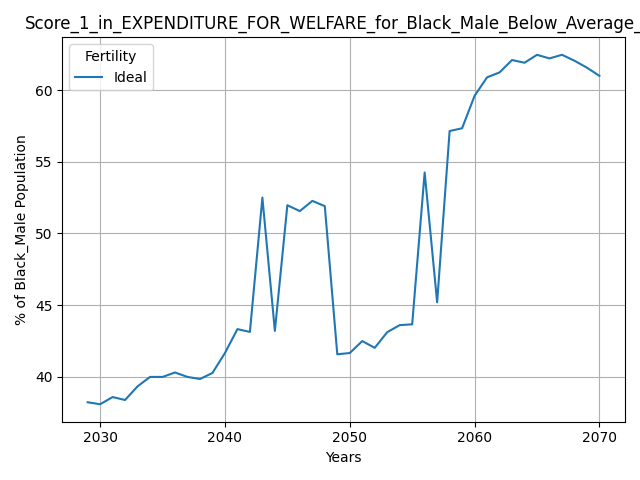 Score_1_in_EXPENDITURE_FOR_WELFARE_for_Black_Male_Below_Average_
Fertility
Ideal
% of Black_Male Population
60
55
50
45
40
2030 2040 2050 2060 2070
Years